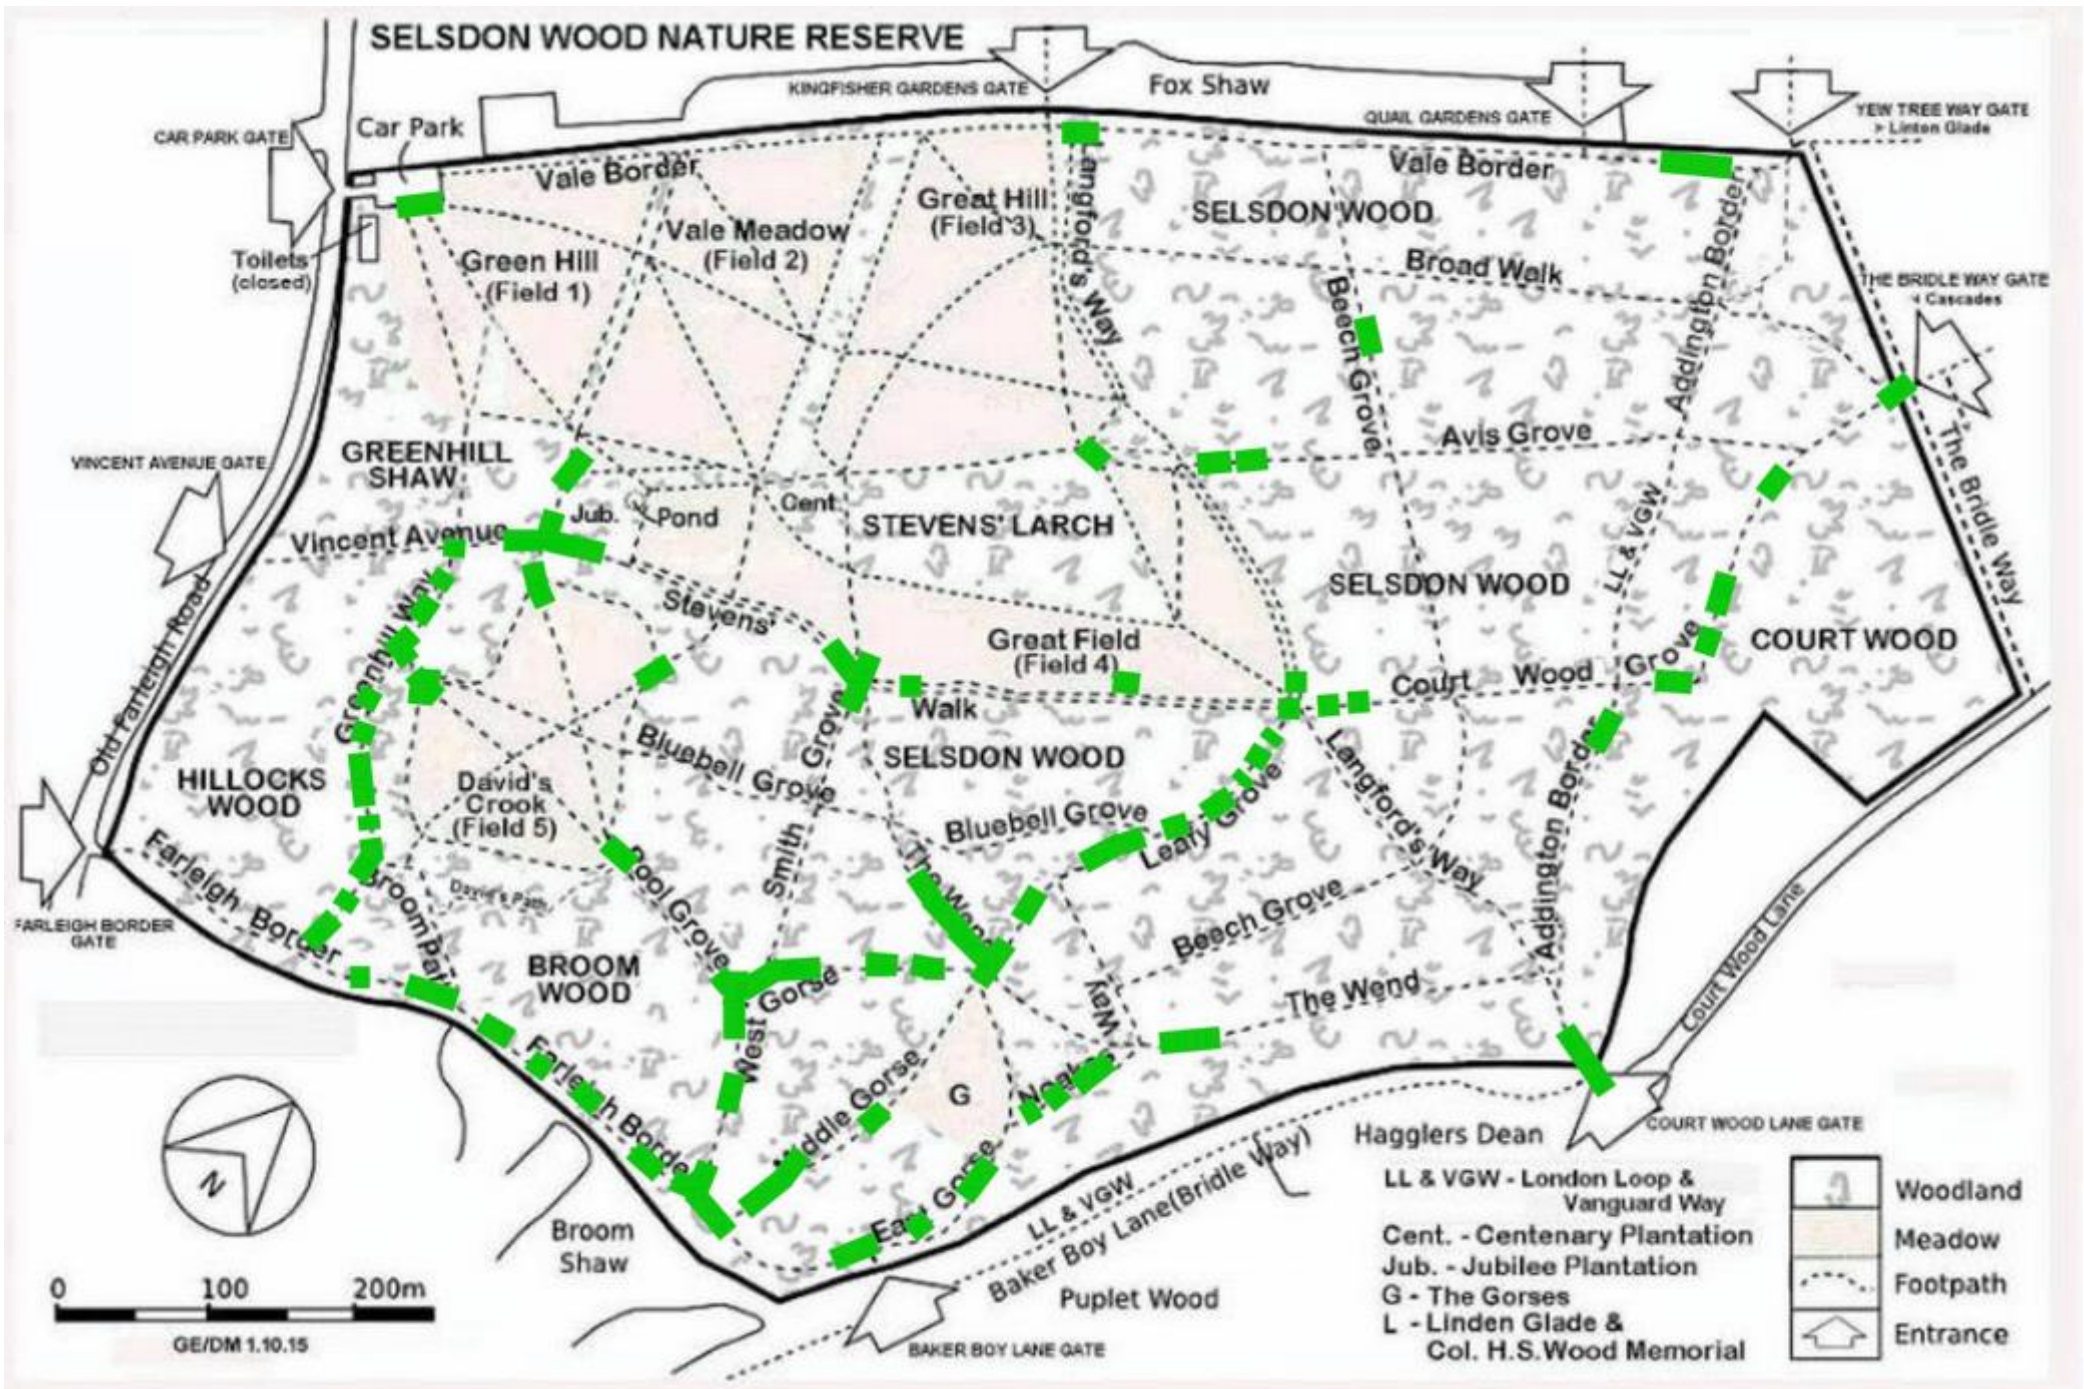 SELSDON WOOD NATURE RESERVE
KINGFISHER GARDENS GATE
Fox Shaw
QUAIL GARDENS GATE
YEW TREE WAY GATE
> Linton Glade
CAR PARK GATE
Car Park
Vale Border
Vale Border
Great Hill
(Field 3)
SELSDON WOOD
Vale Meadow
(Field 2)
Toilets
(closed)
Green Hill
(Field 1)
Langford's Way
Broad Walk
Beech Grove
Addington Border
THE BRIDLE WAY GATE
Cascades
GREENHILL
SHAW
Avis Grove
VINCENT AVENUE GATE
The Bridle Way
Vincent Avenue
Jub.
Pond
Cent.
STEVENS' LARCH
LL & VGW
SELSDON WOOD
Old Farleigh Road
Greenhill Way
Stevens'
Great Field
(Field 4)
Court Wood Grove
COURT WOOD
Walk
Bluebell Grove
Smith Grove
SELSDON WOOD
HILLOCKS
WOOD
David's
Crook
(Field 5)
Bluebell Grove
Leafy Grove
Langford's Way
Addington Border
Farleigh Border
FARLEIGH BORDER
GATE
David's Path
Pool Grove
The Wend
Beech Grove
BROOM
WOOD
West Gorse
Way
The Wend
Court Wood Lane
Farleigh Border
Middle Gorse
G
Noakes
East Gorse
N
Broom
Shaw
LL & VGW
Baker Boy Lane(Bridle Way)
Hagglers Dean
COURT WOOD LANE GATE
Puplet Wood
BAKER BOY LANE GATE
0 100 200m
GE/DM 1.10.15
LL & VGW - London Loop &
Vanguard Way
Cent. - Centenary Plantation
Jub. - Jubilee Plantation
G - The Gorses
L - Linden Glade &
Col. H.S.Wood Memorial
Woodland
Meadow
Footpath
Entrance